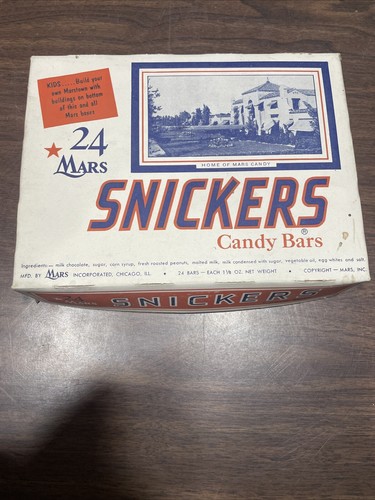 KIDS.....Build your
own Marstown with
buildings on bottom
of this and all
Mars boxes
24
MARS
HOME OF MARS CANDY
SNICKERS
®
Candy Bars
Ingredients— milk chocolate, sugar, corn syrup, fresh roasted peanuts, malted milk, milk condensed with sugar, vegetable oil, egg whites and salt.
MFD. BY MARS INCORPORATED, CHICAGO, ILL. • 24 BARS — EACH 1⅛ OZ. NET WEIGHT • COPYRIGHT — MARS, INC.
SNICKERS